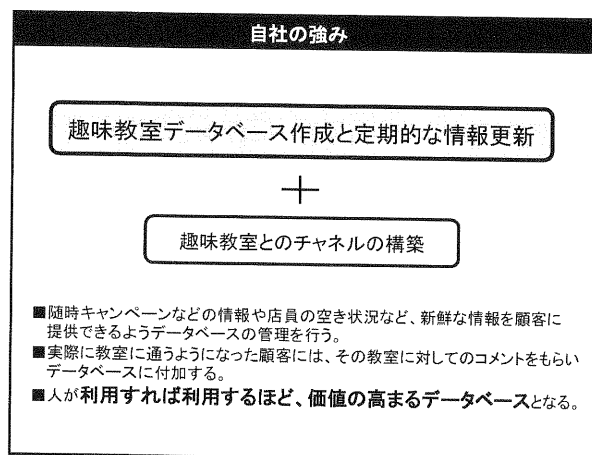 自社の強み
趣味教室データベース作成と定期的な情報更新
＋
趣味教室とのチャネルの構築
■随時キャンペーンなどの情報や店員の空き状況など、新鮮な情報を顧客に
提供できるようデータベースの管理を行う。
■実際に教室に通うようになった顧客には、その教室に対してのコメントをもらい
データベースに付加する。
■人が利用すれば利用するほど、価値の高まるデータベースとなる。